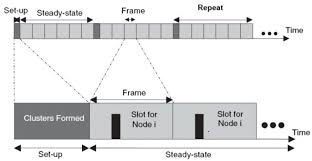 Set-up Steady-state Frame Repeat
Time
Frame
Clusters Formed
Slot for Node i
Slot for Node i
Time
Set-up Steady-state